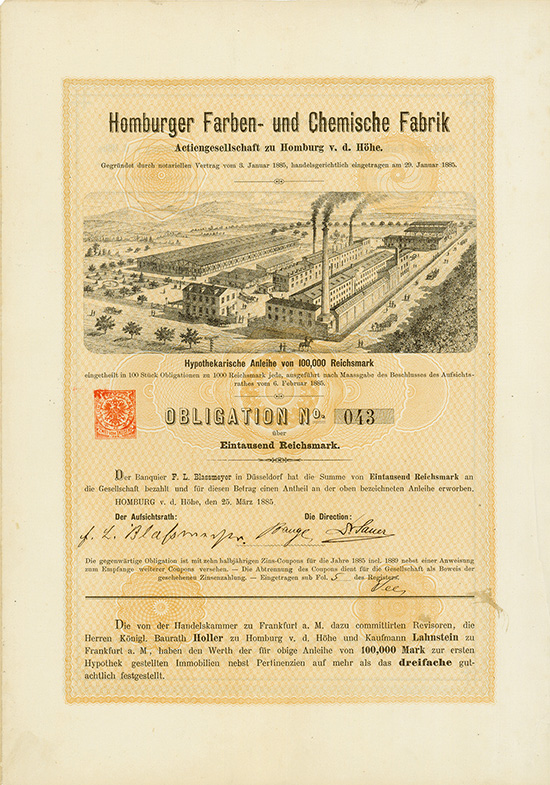 Homburger Farben- und Chemische Fabrik
Actiengesellschaft zu Homburg v. d. Höhe.
Gegründet durch notariellen Vertrag vom 3. Januar 1885, handelsgerichtlich eingetragen am 29. Januar 1885.
Hypothekarische Anleihe von 100,000 Reichsmark
eingetheilt in 100 Stück Obligationen zu 1000 Reichsmark jede, ausgeführt nach Maassgabe des Beschlusses des Aufsichts-
rathes vom 6. Februar 1885.
OBLIGATION No. 043
über
Eintausend Reichsmark.
Der Banquier F. L. Blassmeyer in Düsseldorf hat die Summe von Eintausend Reichsmark an
die Gesellschaft bezahlt und für diesen Betrag einen Antheil an der oben bezeichneten Anleihe erworben.
HOMBURG v. d. Höhe, den 25. März 1885
Der Aufsichtsrath: Die Direction:
Dr Sauer
Die gegenwärtige Obligation ist mit zehn halbjährigen Zins-Coupons für die Jahre 1885 incl. 1889 nebst einer Anweisung
zum Empfange weiterer Coupons versehen. — Die Abtrennung des Coupons dient für die Gesellschaft als Beweis der
geschehenen Zinsenzahlung. — Eingetragen sub Fol. 5 des Registers.
Die von der Handelskammer zu Frankfurt a. M. dazu committirten Revisoren, die
Herren Königl. Baurath Holler zu Homburg v. d. Höhe und Kaufmann Lahnstein zu
Frankfurt a. M., haben den Werth der für obige Anleihe von 100,000 Mark zur ersten
Hypothek gestellten Immobilien nebst Pertinenzien auf mehr als das dreifache gut-
achtlich festgestellt.